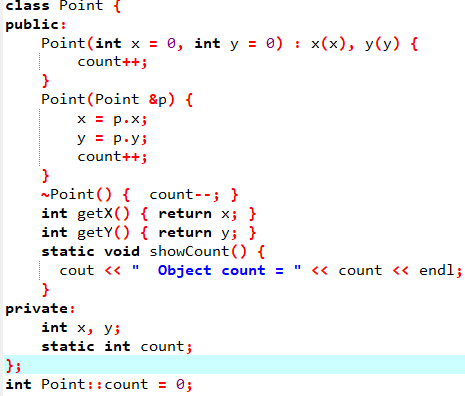 class Point {
public:
    Point(int x = 0, int y = 0) : x(x), y(y) {
        count++;
    }
    Point(Point &p) {
        x = p.x;
        y = p.y;
        count++;
    }
    ~Point() {  count--; }
    int getX() { return x; }
    int getY() { return y; }
    static void showCount() {
      cout << "  Object count = " << count << endl;
    }
private:
    int x, y;
    static int count;
};
int Point::count = 0;